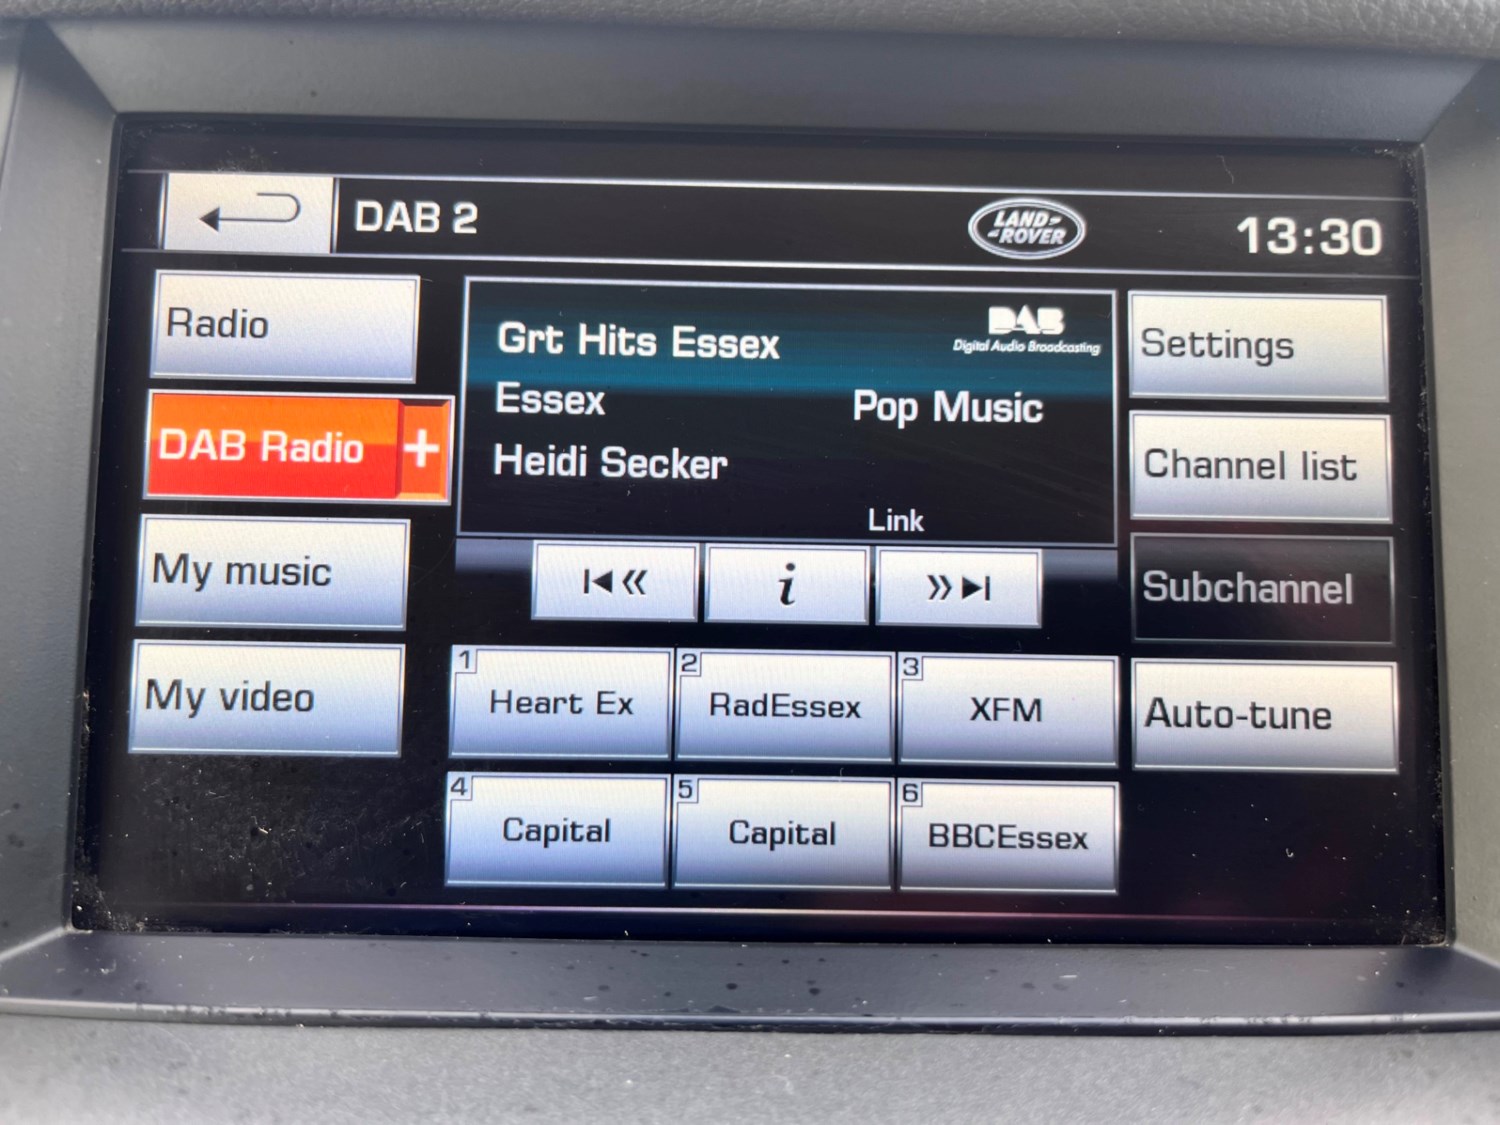 DAB 2
LAND-
-ROVER
13:30
Radio
DAB Radio +
My music
My video
Grt Hits Essex
DAB
Digital Audio Broadcasting
Essex
Pop Music
Heidi Secker
Link
i
1 Heart Ex
2 RadEssex
3 XFM
4 Capital
5 Capital
6 BBCEssex
Settings
Channel list
Subchannel
Auto-tune